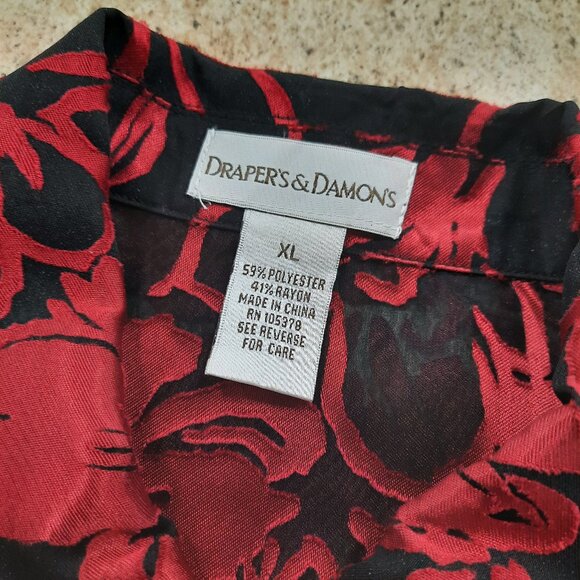 DRAPER'S & DAMON'S
XL
59% POLYESTER
41% RAYON
MADE IN CHINA
RN 105378
SEE REVERSE
FOR CARE